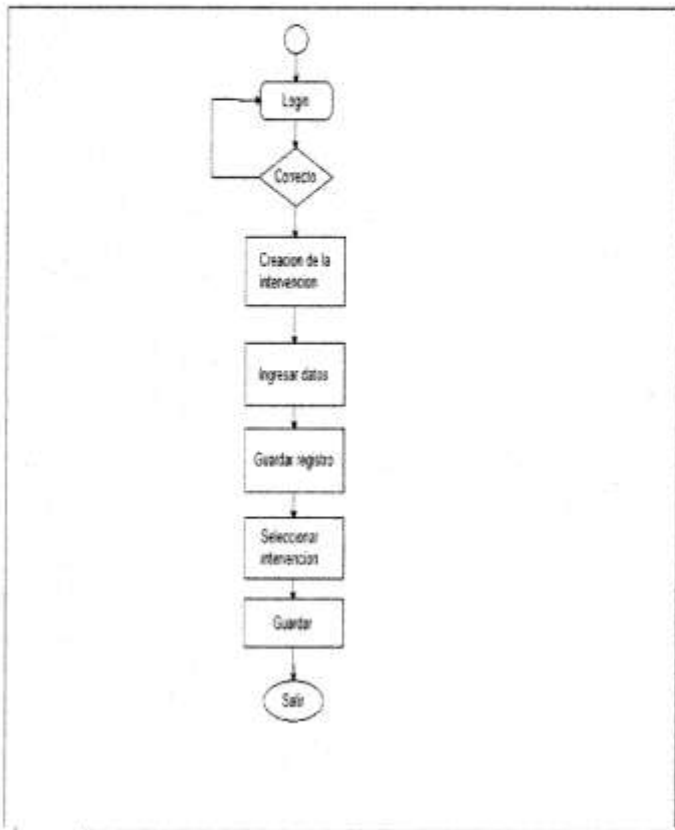 Login
Correcto
Creacion de la
intervencion
Ingresar datos
Guardar registro
Seleccionar
intervencion
Guardar
Salir